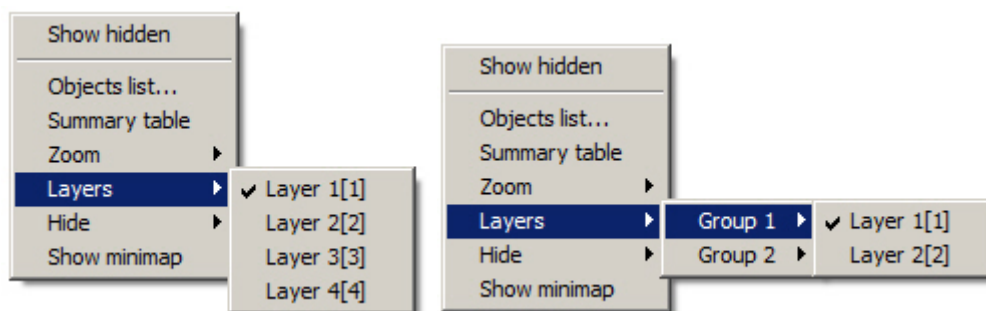 Show hidden
Objects list...
Summary table
Zoom
Layers
Hide
Show minimap
Layer 1[1]
Layer 2[2]
Layer 3[3]
Layer 4[4]
Show hidden
Objects list...
Summary table
Zoom
Layers
Hide
Show minimap
Group 1
Group 2
Layer 1[1]
Layer 2[2]